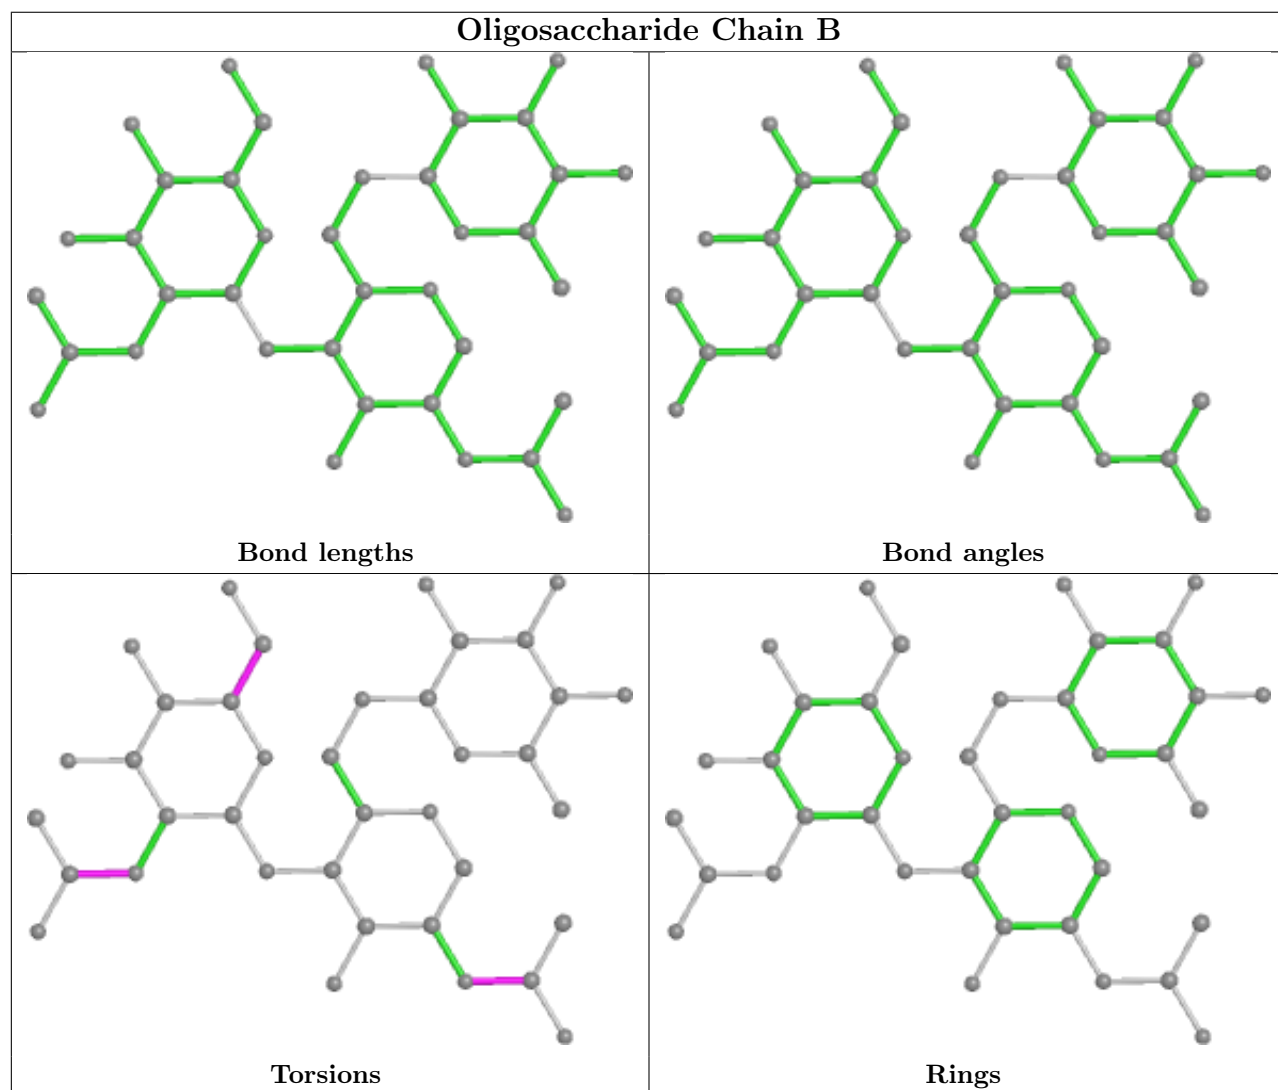 Oligosaccharide Chain B
Bond lengths
Bond angles
Torsions
Rings